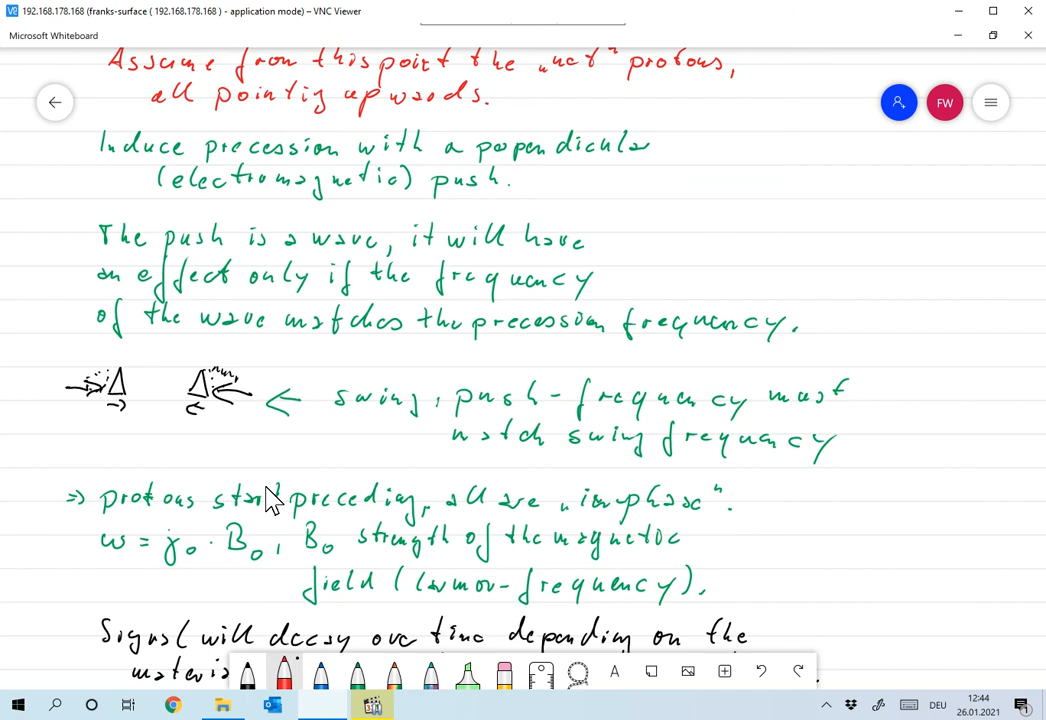 192.168.178.168 (franks-surface ( 192.168.178.168 ) - application mode) – VNC Viewer
Microsoft Whiteboard
Assume from this point the „net" protons,
all pointig upwards.
FW
Induce precession with a perpendicular
(electromagnetic) push.
The push is a wave, it will have
an effect only if the frequency
of the wave matches the precession frequency.
← swing, push-frequency must
match swing frequency
⇒ protons start preceding, all are „in phase".
ω = γ₀ · B₀, B₀ strength of the magnetic
field (larmor-frequency).
Signal will decay over time depending on the
A
DEU
12:44
26.01.2021